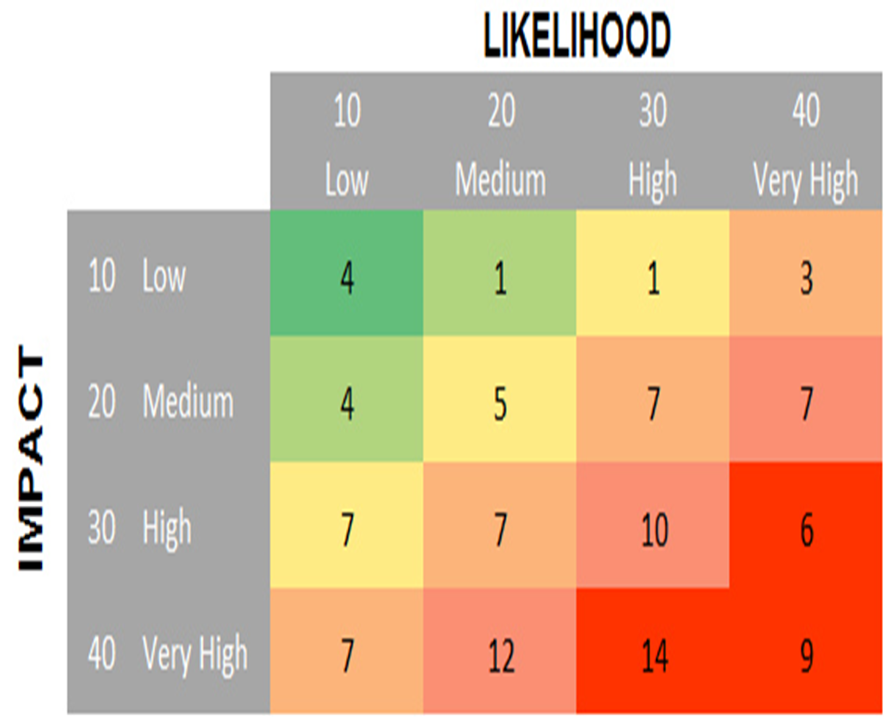 LIKELIHOOD
10 20 30 40
Low Medium High Very High
IMPACT
10 Low 4 1 1 3
20 Medium 4 5 7 7
30 High 7 7 10 6
40 Very High 7 12 14 9